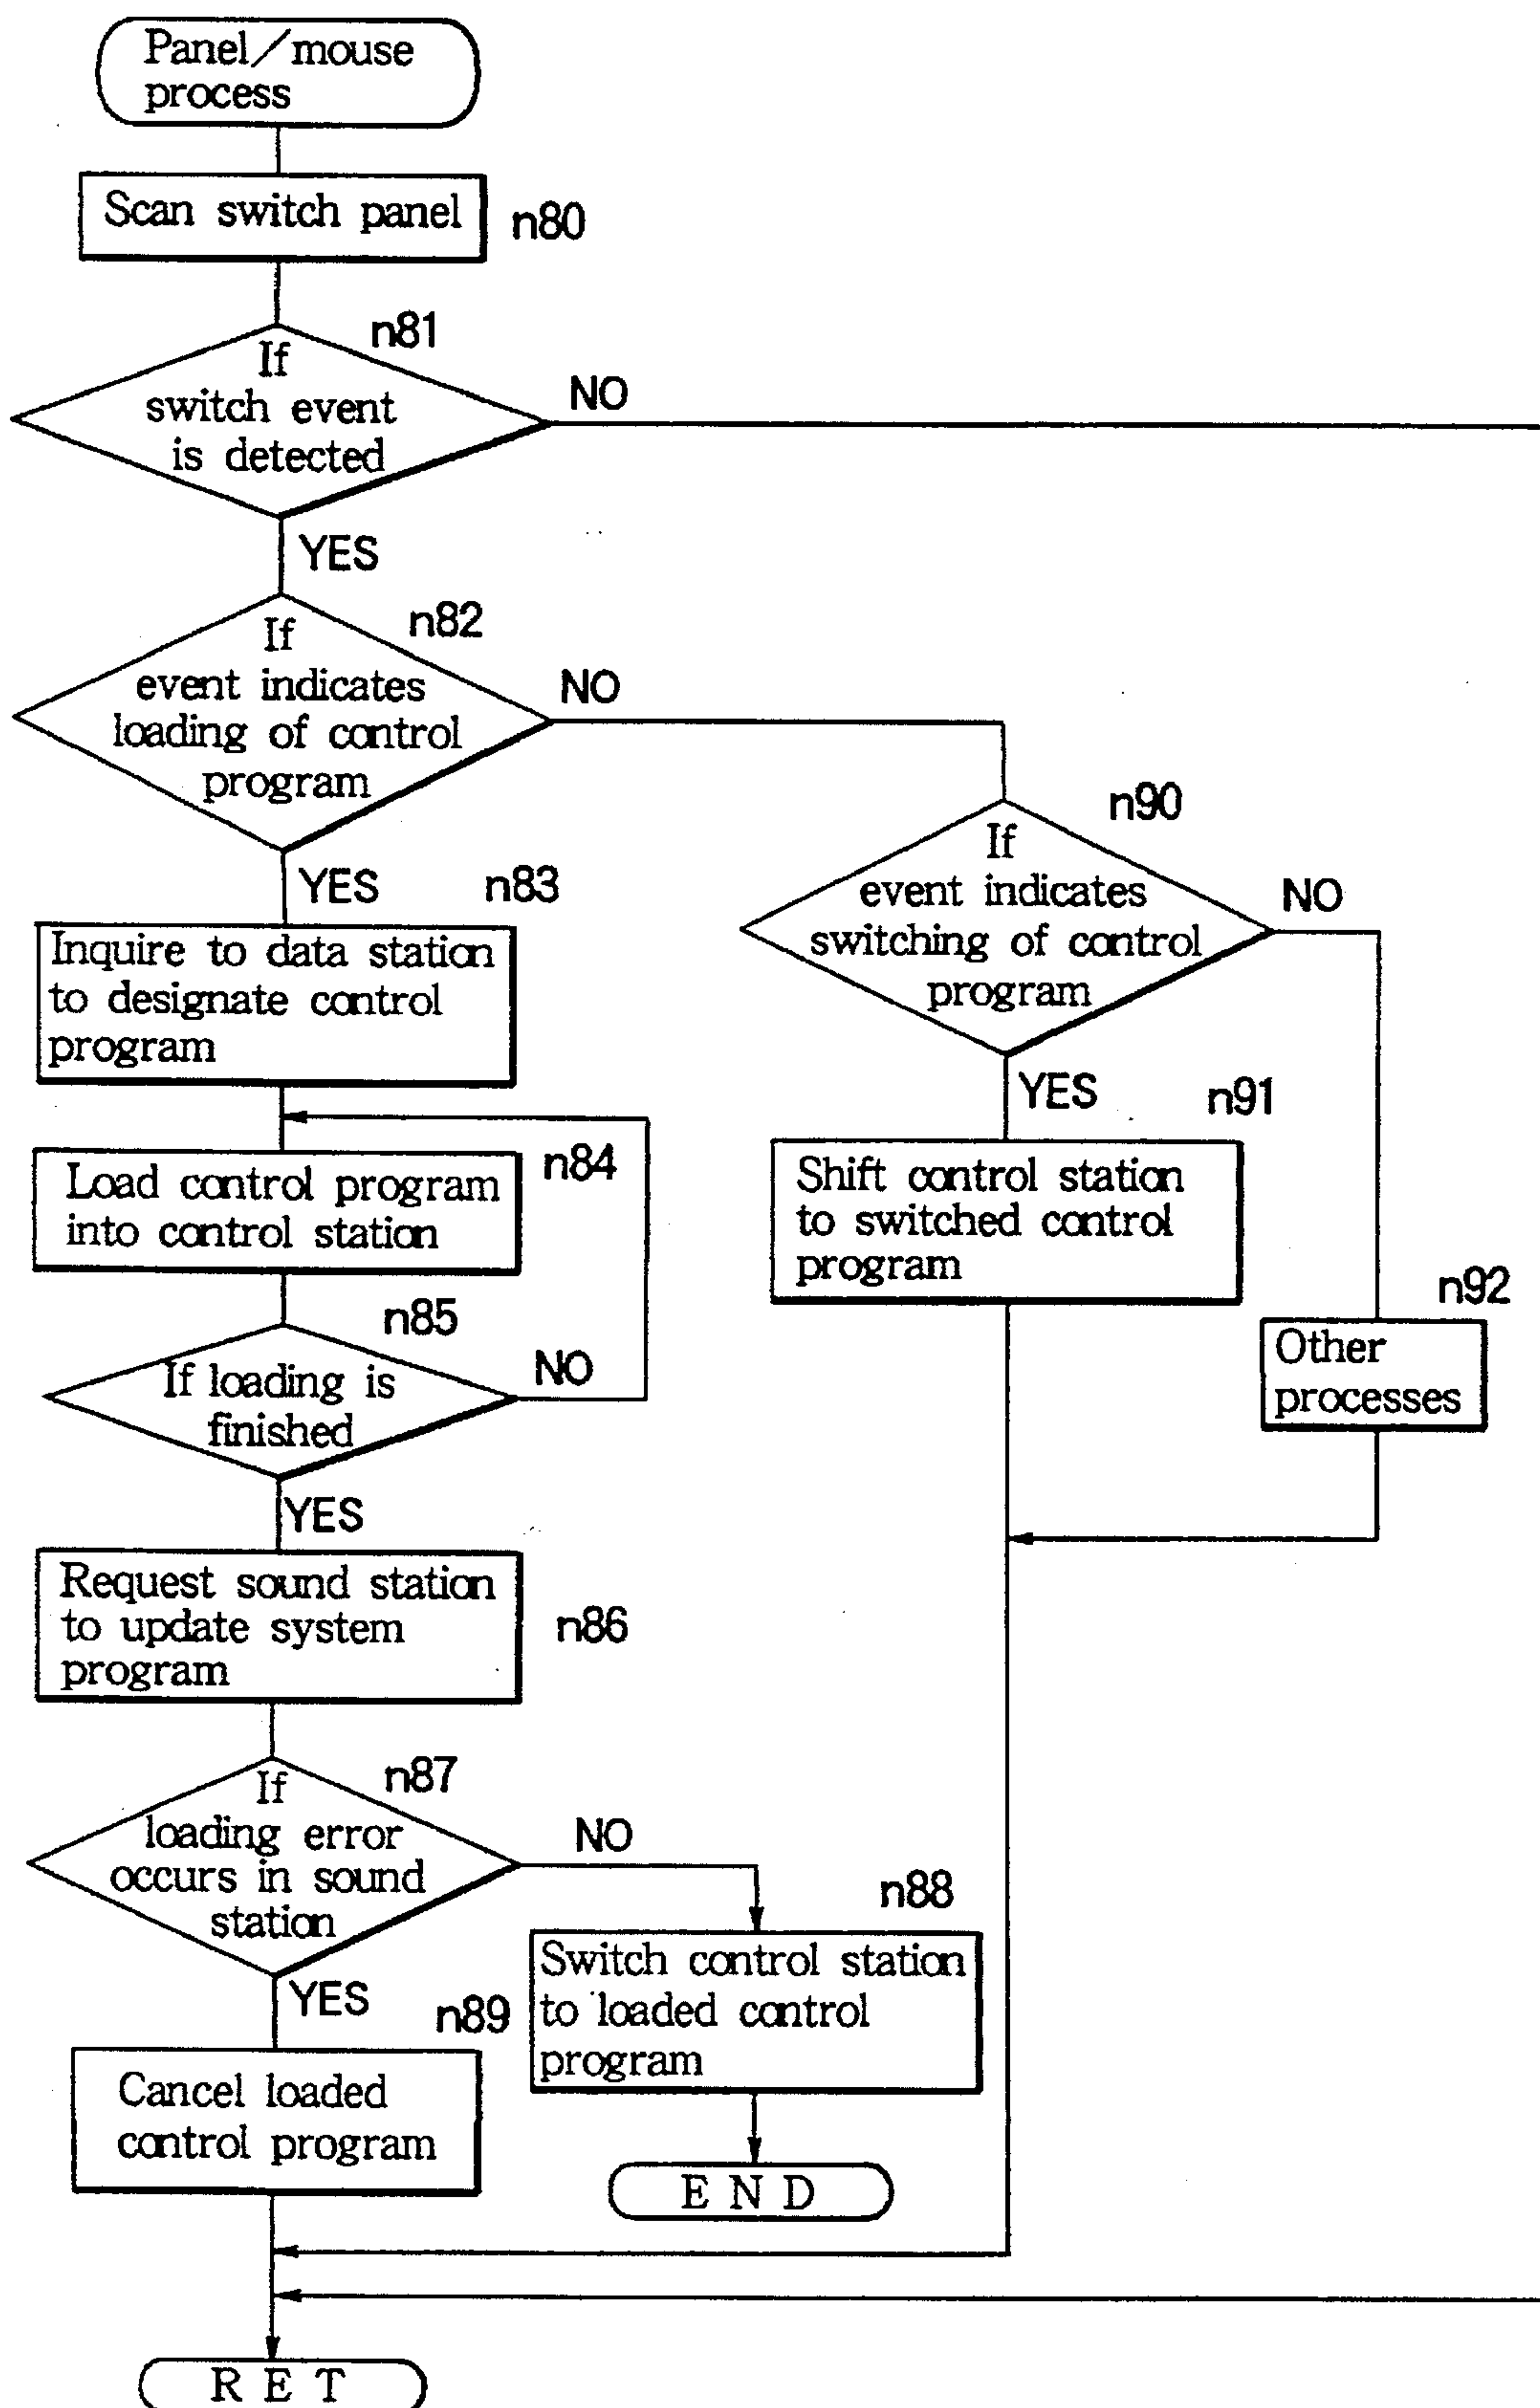 Panel/mouse
process
Scan switch panel
n80
n81
If
switch event
is detected
NO
YES
n82
If
event indicates
loading of control
program
NO
YES
n83
Inquire to data station
to designate control
program
n84
Load control program
into control station
n85
If loading is
finished
NO
YES
Request sound station
to update system
program
n86
n87
If
loading error
occurs in sound
station
NO
YES
n88
Switch control station
to loaded control
program
END
n89
Cancel loaded
control program
n90
If
event indicates
switching of control
program
NO
YES
n91
Shift control station
to switched control
program
n92
Other
processes
RET